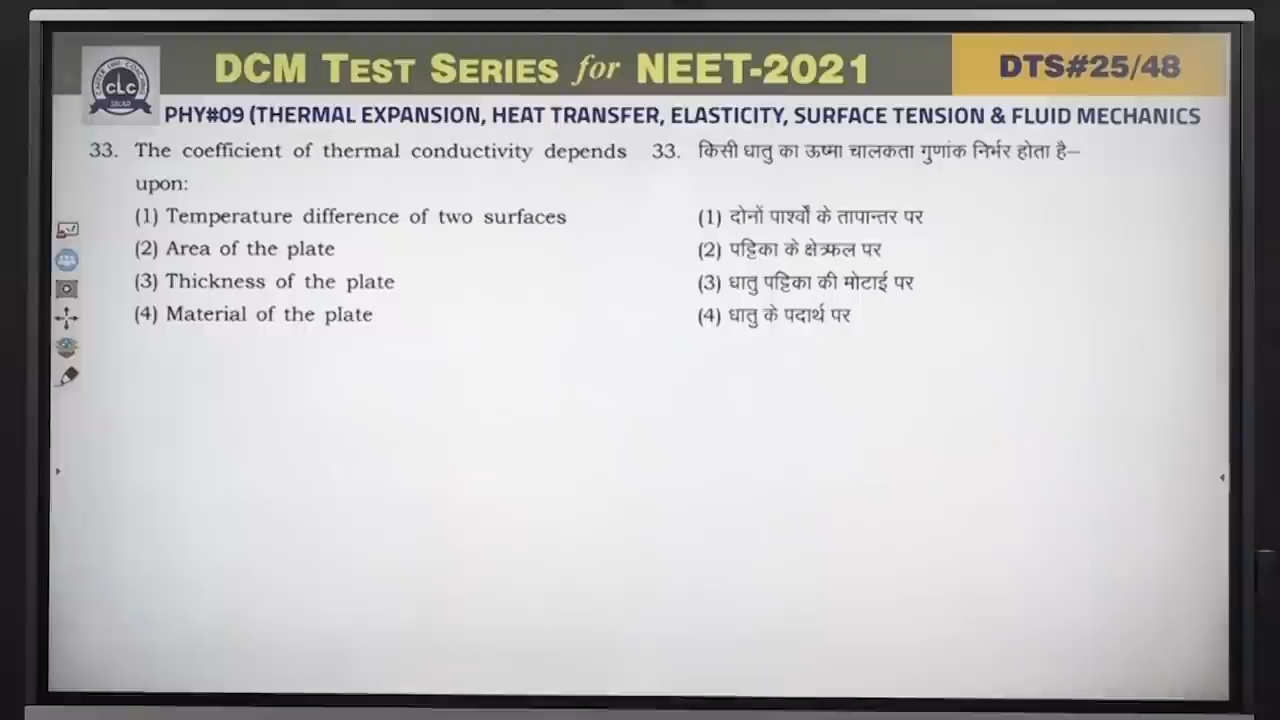 DCM TEST SERIES for NEET-2021
DTS#25/48
CLC
PHY#09 (THERMAL EXPANSION, HEAT TRANSFER, ELASTICITY, SURFACE TENSION & FLUID MECHANICS
33. The coefficient of thermal conductivity depends
upon:
(1) Temperature difference of two surfaces
(2) Area of the plate
(3) Thickness of the plate
(4) Material of the plate
33. किसी धातु का ऊष्मा चालकता गुणांक निर्भर होता है–
(1) दोनों पार्श्वों के तापान्तर पर
(2) पट्टिका के क्षेत्रफल पर
(3) धातु पट्टिका की मोटाई पर
(4) धातु के पदार्थ पर